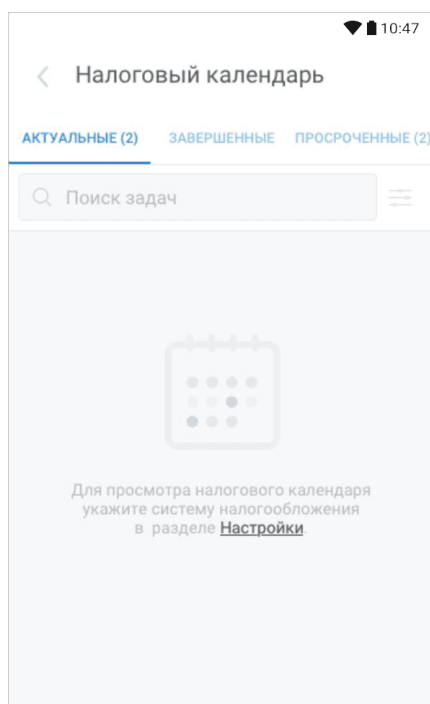 10:47
Налоговый календарь
АКТУАЛЬНЫЕ (2) ЗАВЕРШЕННЫЕ ПРОСРОЧЕННЫЕ (2)
Поиск задач
Для просмотра налогового календаря
укажите систему налогообложения
в разделе Настройки.